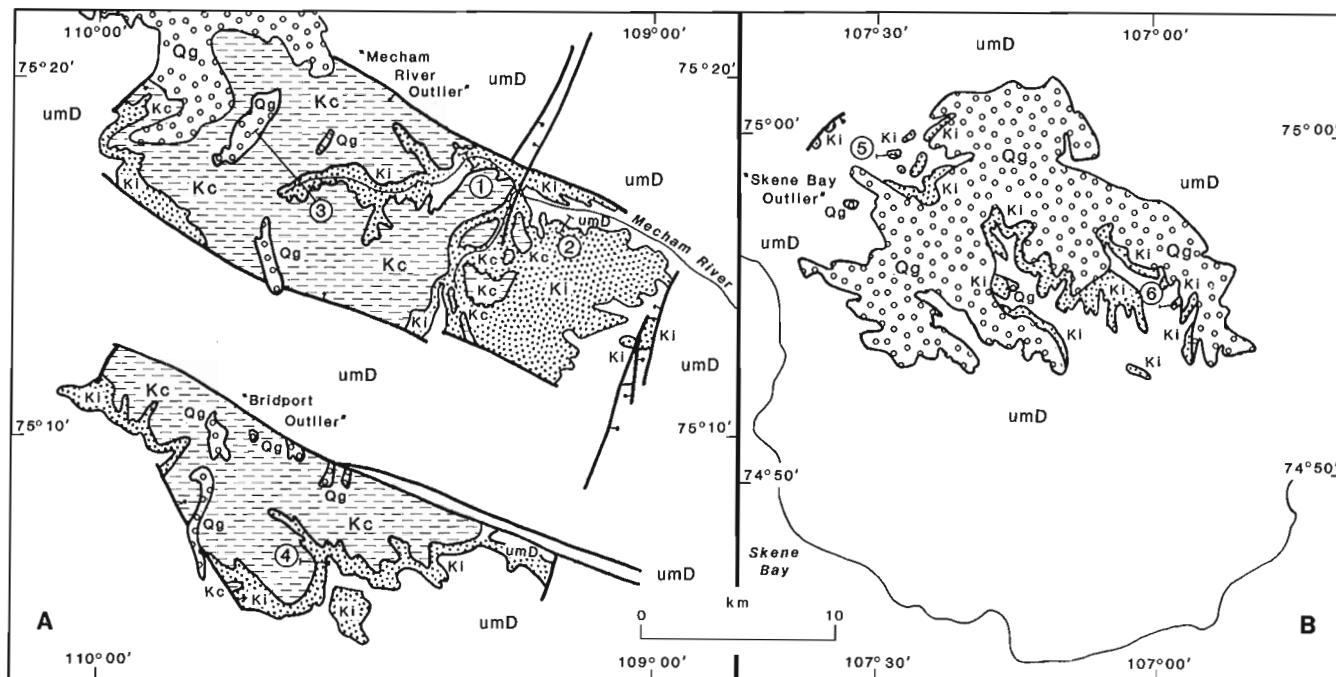 110°00'
109°00'
107°30'
107°00'
Qg
umD
"Mecham
River
Outlier"
umD
75°20'
75°20'
umD
Kc
Kc
Qg
Qg
75°00'
75°00'
Ki
Ki
Ki
5
Qg
Ki
Ki
1
Ki
umD
umD
"Skene Bay
Outlier"
Ki
Kc
3
umD
Mecham
River
2
Qg
Ki
umD
Qg
Kc
Kc
Kc
Ki
Qg
Ki
Qg
Kc
Kc
Ki
Qg
Ki
6
Ki
Ki
Ki
Ki
Ki
Ki
umD
umD
Ki
Kc
"Bridport
Outlier"
Qg
umD
75°10'
75°10'
Qg
74°50'
74°50'
Qg
Kc
Qg
4
umD
Skene
Bay
Kc
Ki
Ki
Ki
umD
km
A
umD
0
10
B
110°00'
109°00'
107°30'
107°00'